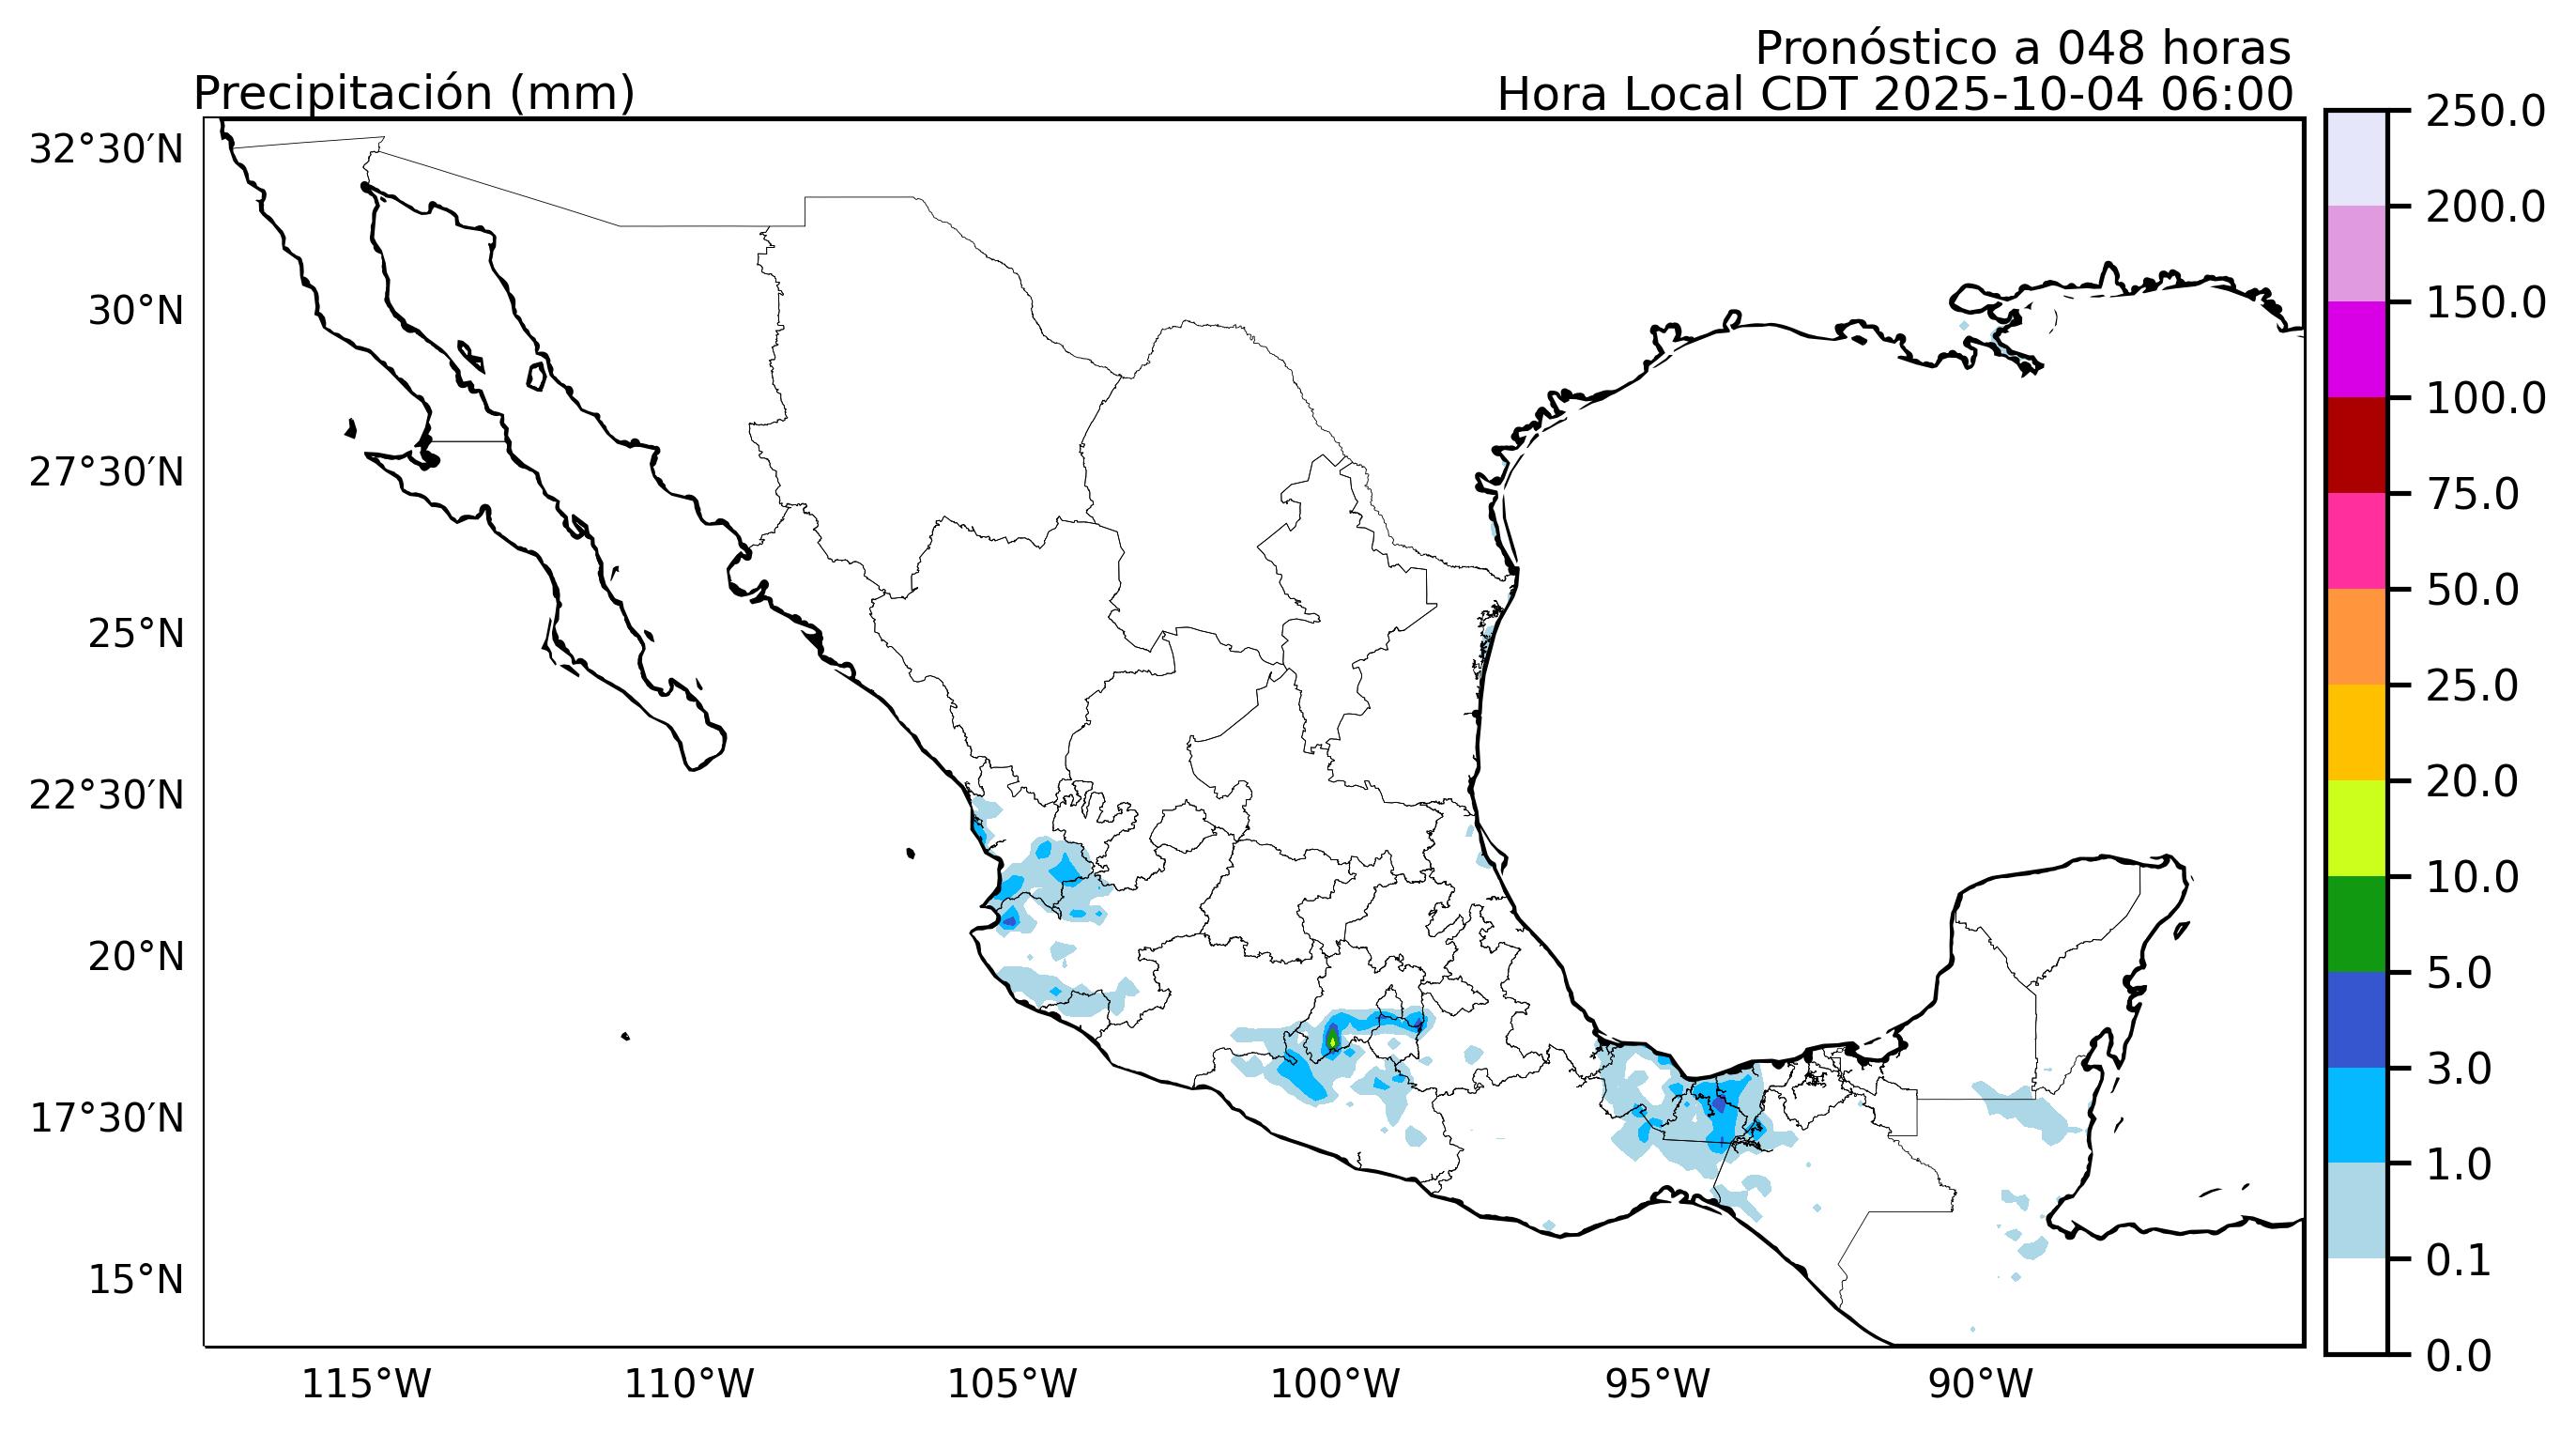 Pronóstico a 048 horas
Precipitación (mm)
Hora Local CDT 2025-10-04 06:00
32°30′N
30°N
27°30′N
25°N
22°30′N
20°N
17°30′N
15°N
115°W
110°W
105°W
100°W
95°W
90°W
250.0
200.0
150.0
100.0
75.0
50.0
25.0
20.0
10.0
5.0
3.0
1.0
0.1
0.0